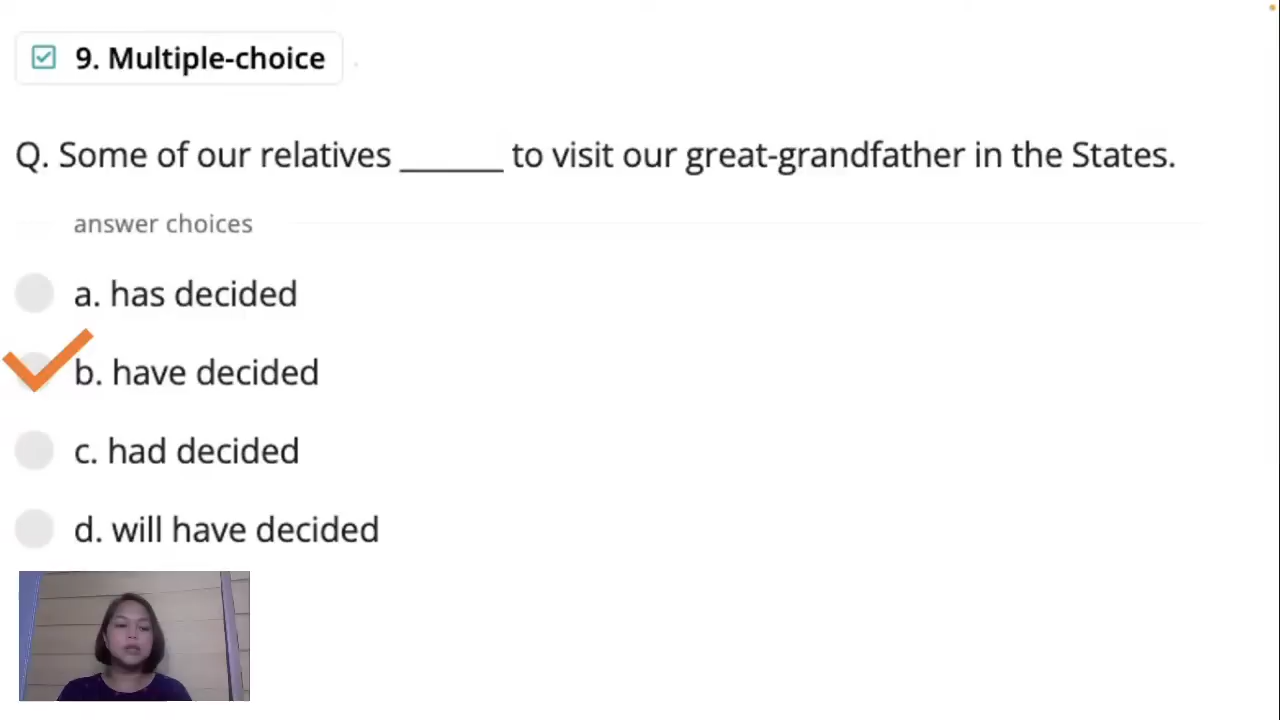 9. Multiple-choice
Q. Some of our relatives ______ to visit our great-grandfather in the States.
answer choices
a. has decided
b. have decided
c. had decided
d. will have decided